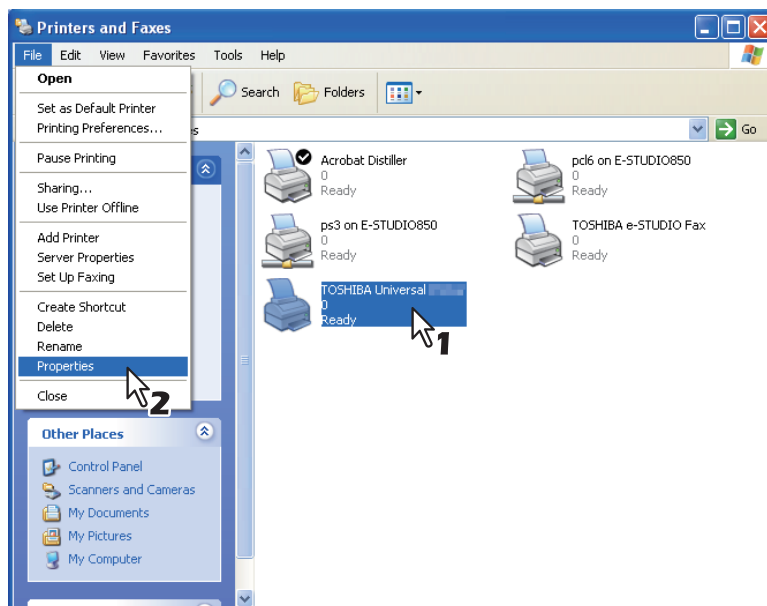 Printers and Faxes
File Edit View Favorites Tools Help
Search Folders
Go
Open
Set as Default Printer
Printing Preferences...
Pause Printing
Sharing...
Use Printer Offline
Add Printer
Server Properties
Set Up Faxing
Create Shortcut
Delete
Rename
Properties
Close
2
Other Places
Control Panel
Scanners and Cameras
My Documents
My Pictures
My Computer
Acrobat Distiller
0
Ready
pcl6 on E-STUDIO850
0
Ready
ps3 on E-STUDIO850
0
Ready
TOSHIBA e-STUDIO Fax
0
Ready
TOSHIBA Universal
0
Ready
1